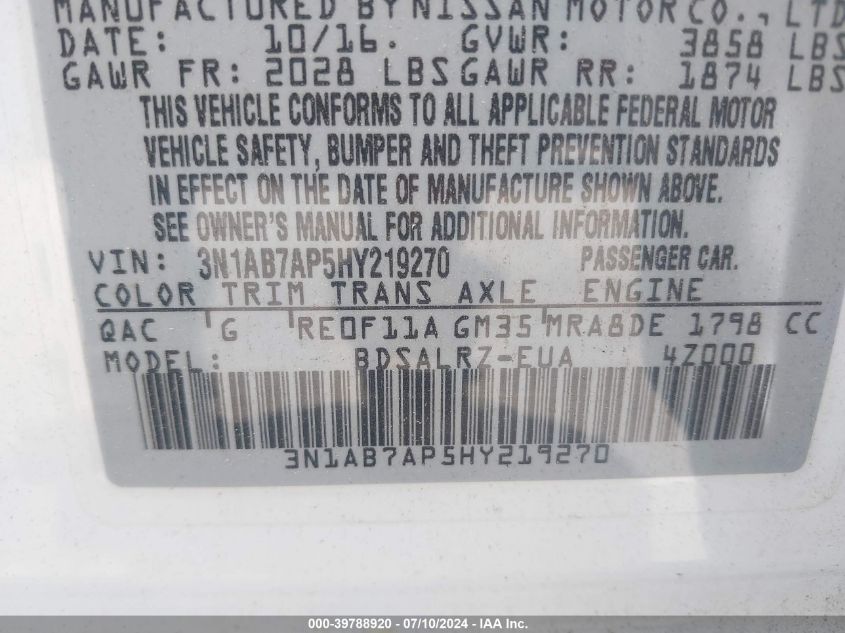 MANUFACTURED BY NISSAN MOTOR CO., LTD
DATE: 10/16. GVWR: 3858 LBS
GAWR FR: 2028 LBS GAWR RR: 1874 LBS
THIS VEHICLE CONFORMS TO ALL APPLICABLE FEDERAL MOTOR
VEHICLE SAFETY, BUMPER AND THEFT PREVENTION STANDARDS
IN EFFECT ON THE DATE OF MANUFACTURE SHOWN ABOVE.
SEE OWNER'S MANUAL FOR ADDITIONAL INFORMATION.
VIN: 3N1AB7AP5HY219270 PASSENGER CAR.
COLOR TRIM TRANS AXLE ENGINE
QAC G RE0F11A GM35 MRA8DE 1798 CC
MODEL: BDSALRZ-EUA 4Z000
3N1AB7AP5HY219270
000-39788920 - 07/10/2024 - IAA Inc.